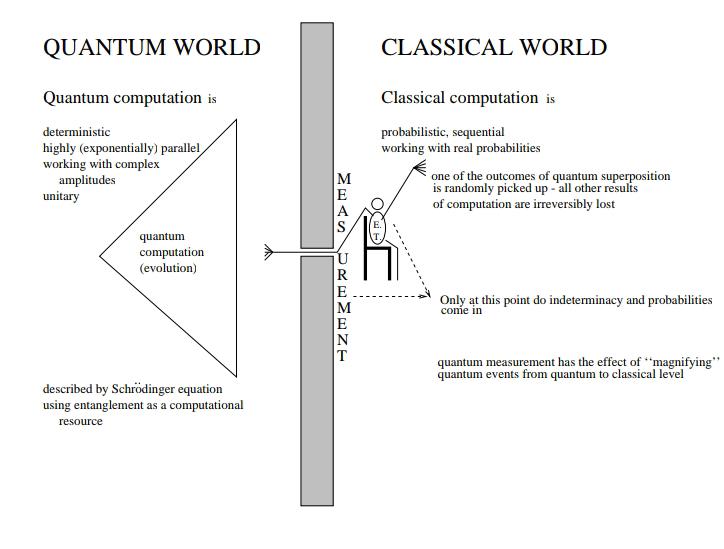 QUANTUM WORLD
Quantum computation is
deterministic
highly (exponentially) parallel
working with complex
amplitudes
unitary
quantum
computation
(evolution)
described by Schrödinger equation
using entanglement as a computational
resource
MEASUREMENT
CLASSICAL WORLD
Classical computation is
probabilistic, sequential
working with real probabilities
one of the outcomes of quantum superposition
is randomly picked up - all other results
of computation are irreversibly lost
E.
T.
Only at this point do indeterminacy and probabilities
come in
quantum measurement has the effect of ‘‘magnifying’’
quantum events from quantum to classical level